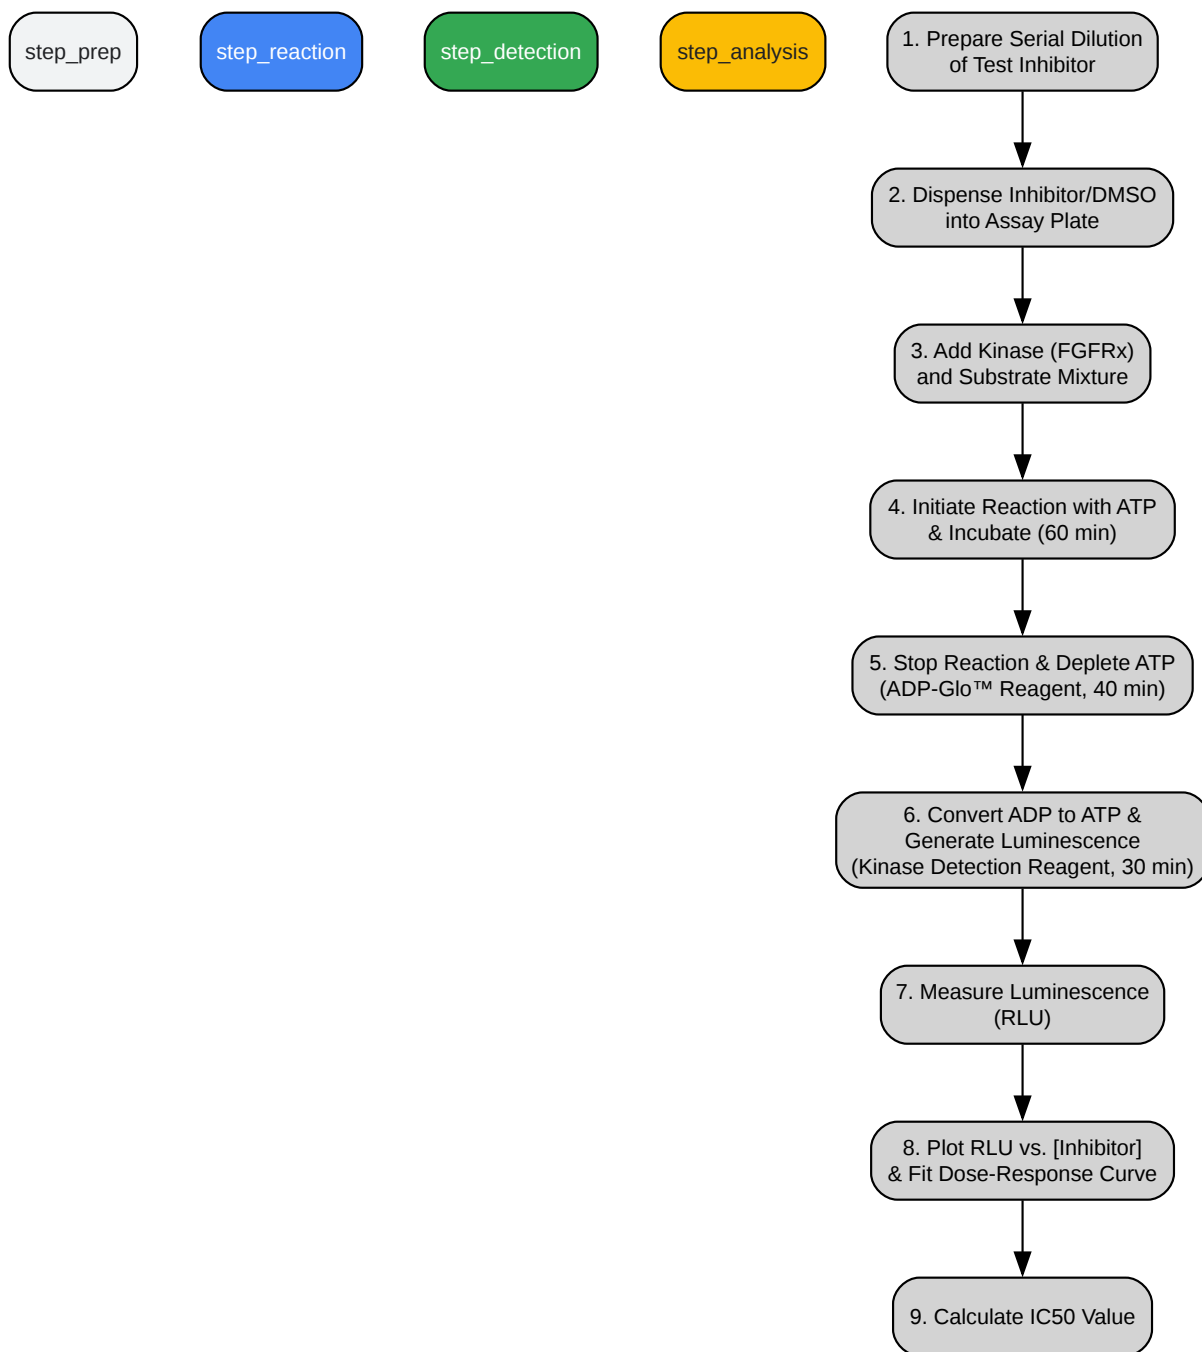 step_prep
step_reaction
step_detection
step_analysis
1. Prepare Serial Dilution
of Test Inhibitor
2. Dispense Inhibitor/DMSO
into Assay Plate
3. Add Kinase (FGFRx)
and Substrate Mixture
4. Initiate Reaction with ATP
& Incubate (60 min)
5. Stop Reaction & Deplete ATP
(ADP-Glo™ Reagent, 40 min)
6. Convert ADP to ATP &
Generate Luminescence
(Kinase Detection Reagent, 30 min)
7. Measure Luminescence
(RLU)
8. Plot RLU vs. [Inhibitor]
& Fit Dose-Response Curve
9. Calculate IC50 Value